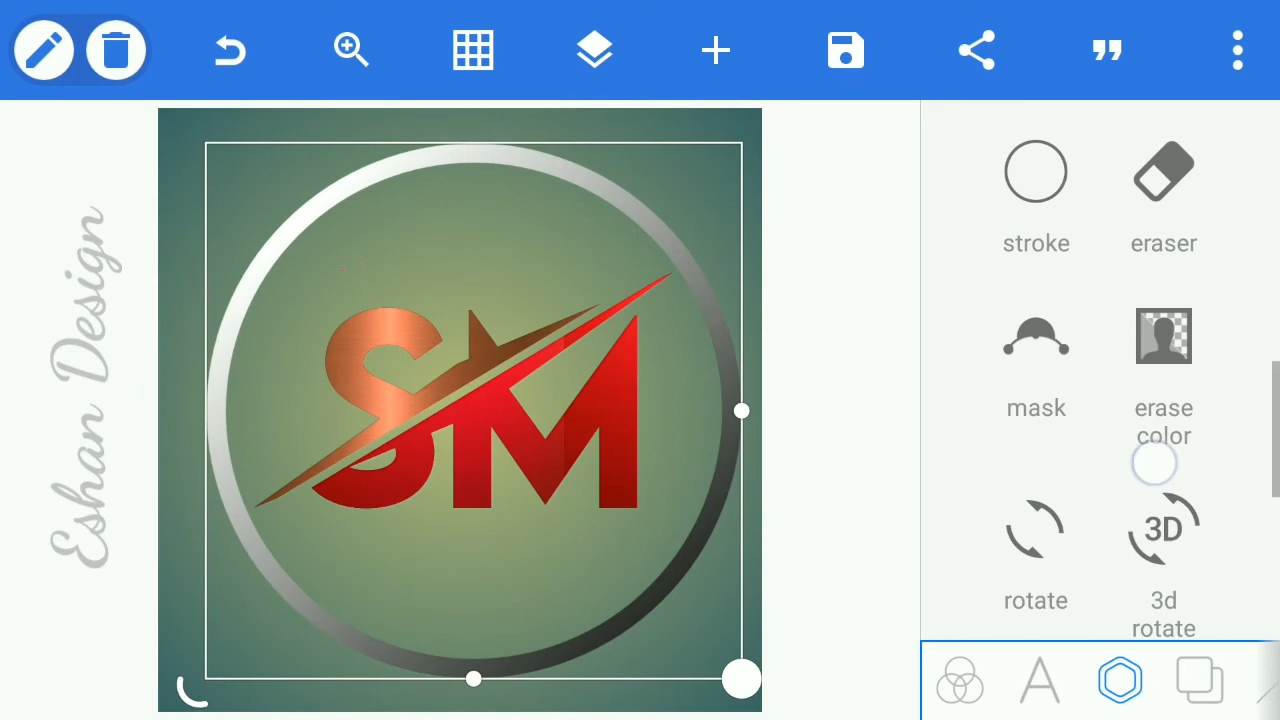 Eshan Design
SM
stroke
eraser
mask
erase
color
rotate
3D
3d
rotate